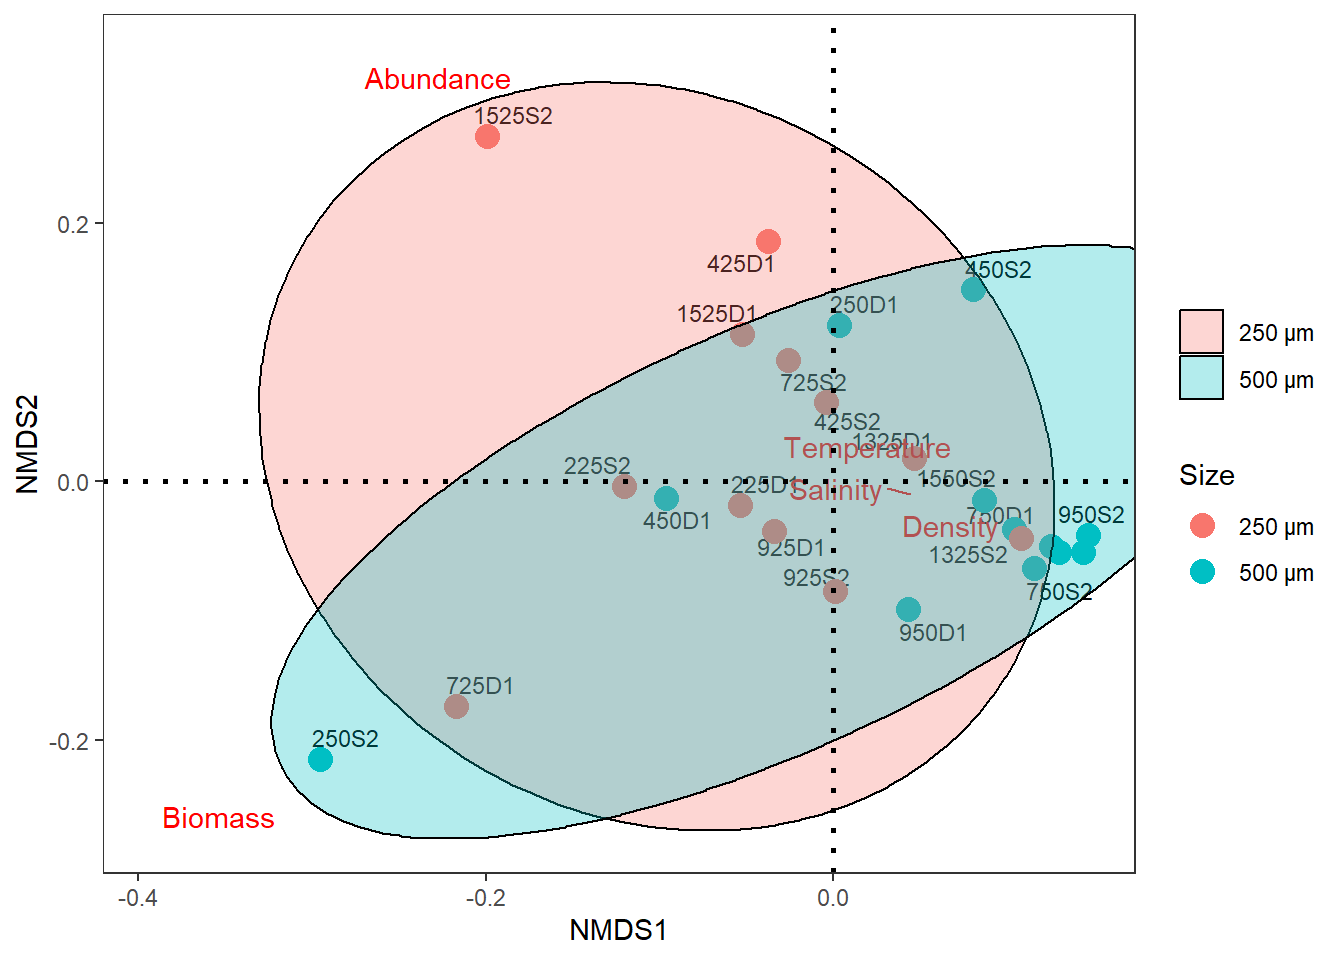 Abundance
1525S2
0.2
425D1
450S2
1525D1
250D1
250 µm
725S2
500 µm
425S2
1325D1
Temperature
NMDS2
225S2
1550S2
Size
0.0
225D1
Salinity
450D1
750D1
950S2
250 µm
Density
925D1
1325S2
500 µm
925S2
750S2
950D1
725D1
-0.2
250S2
Biomass
-0.4
-0.2
0.0
NMDS1